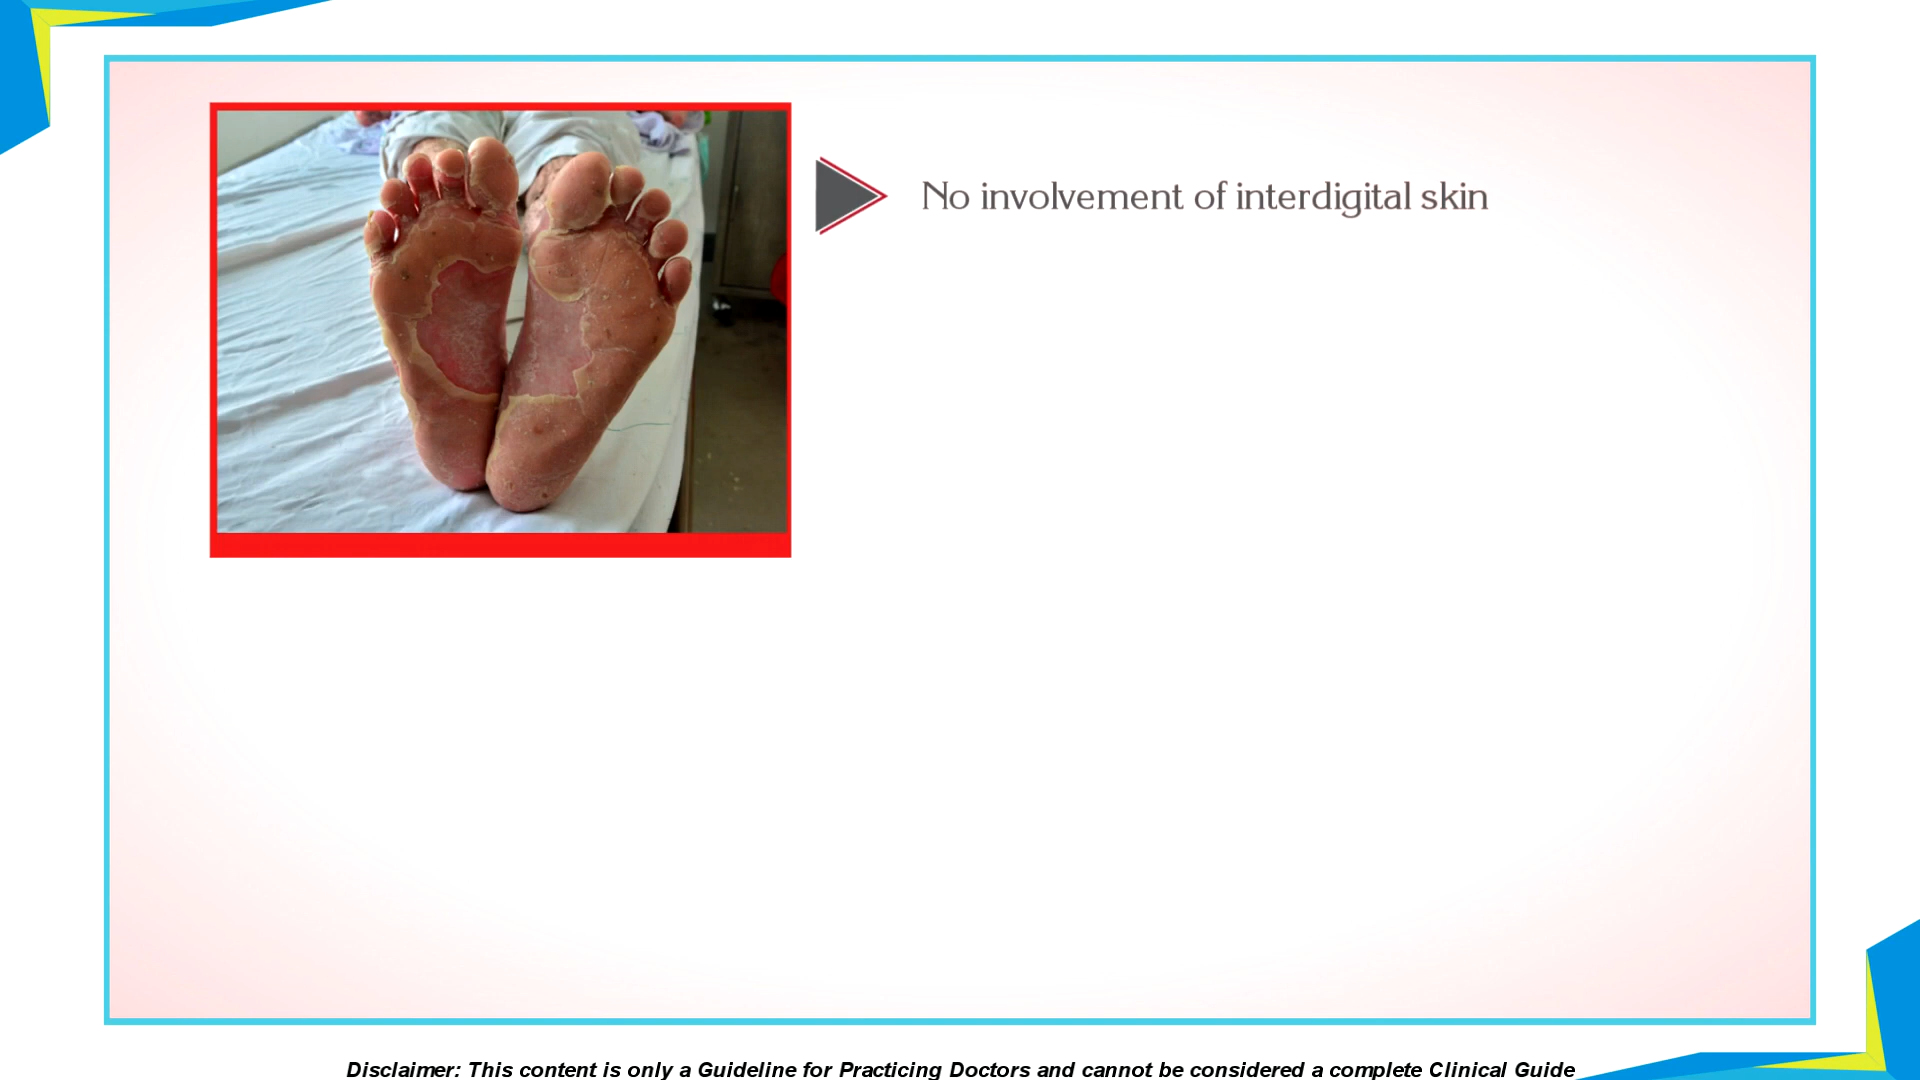 No involvement of interdigital skin
Disclaimer: This content is only a Guideline for Practicing Doctors and cannot be considered a complete Clinical Guide